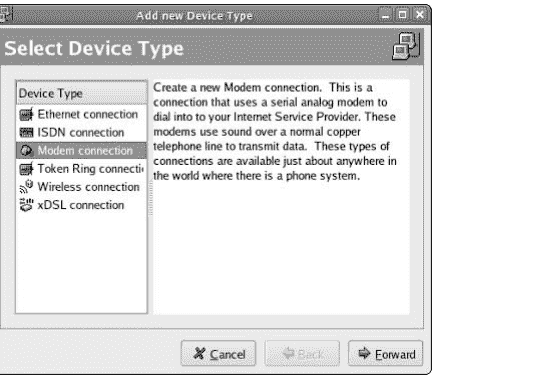 Add new Device Type
Select Device Type
Device Type
Ethernet connection
ISDN connection
Modem connection
Token Ring connecti
Wireless connection
xDSL connection
Create a new Modem connection. This is a
connection that uses a serial analog modem to
dial into to your Internet Service Provider. These
modems use sound over a normal copper
telephone line to transmit data. These types of
connections are available just about anywhere in
the world where there is a phone system.
Cancel
Back
Forward